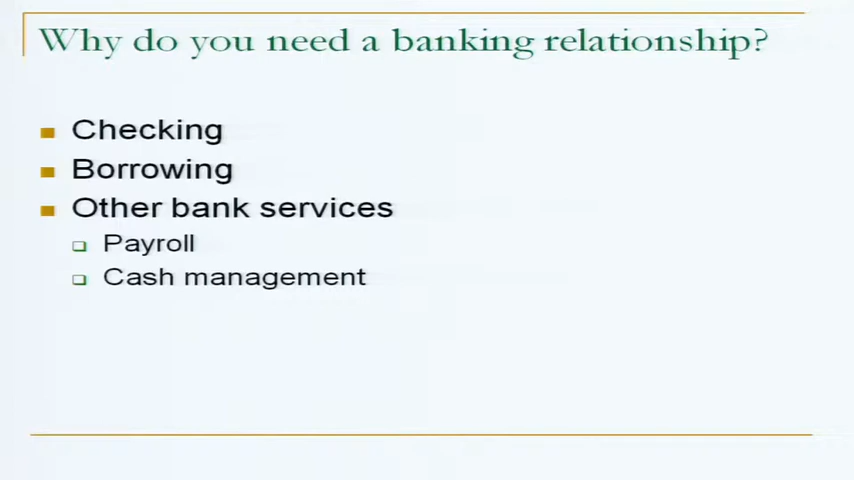 Why do you need a banking relationship?
Checking
Borrowing
Other bank services
Payroll
Cash management